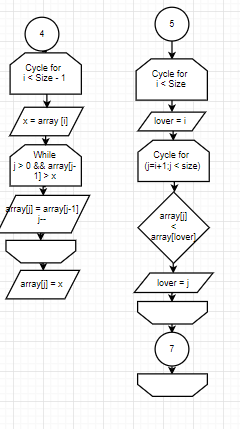 4
Cycle for
i < Size - 1
x = array [i]
While
j > 0 && array[j-
1] > x
array[j] = array[j-1]
j--
array[j] = x
5
Cycle for
i < Size
lover = i
Cycle for
(j=i+1;j < size)
array[j]
<
array[lover]
lover = j
7